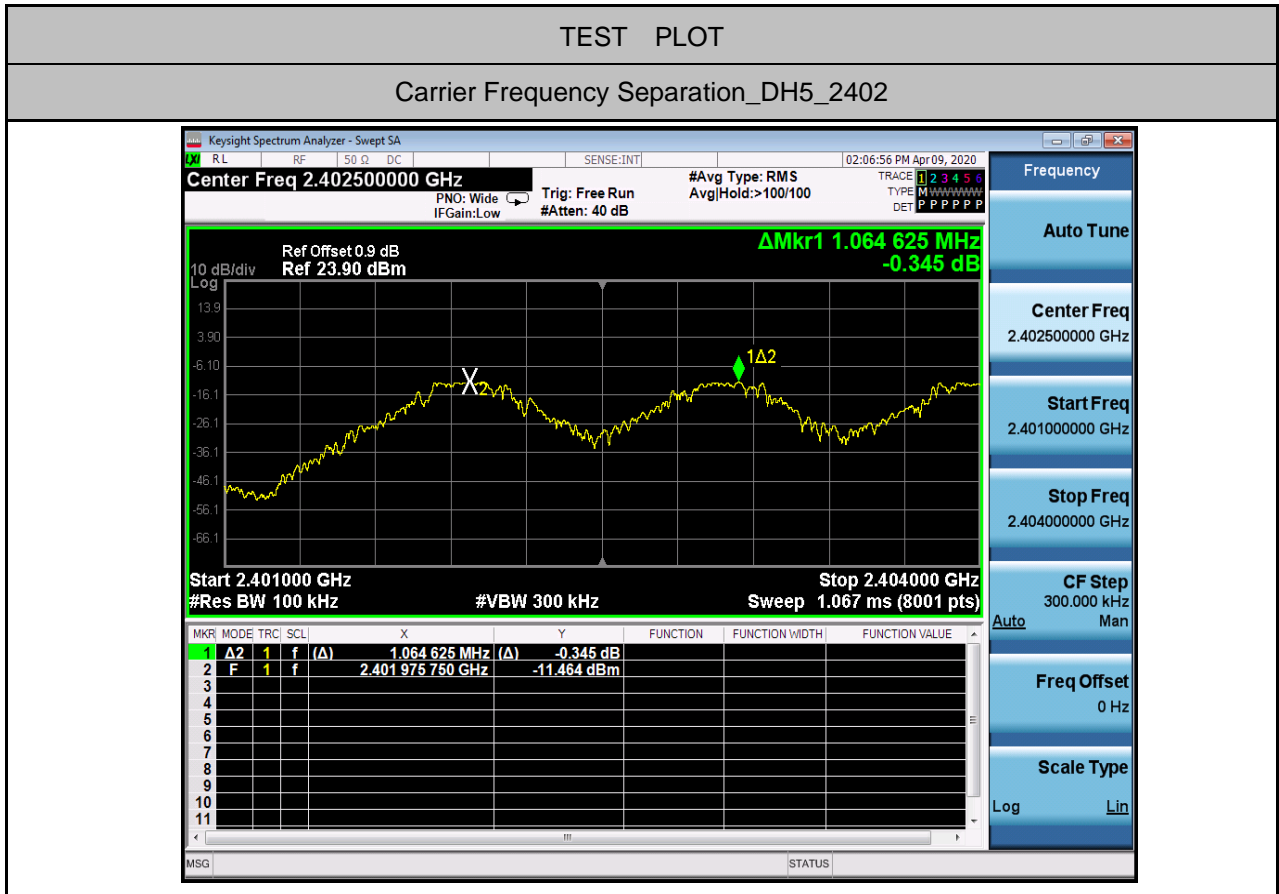 TEST PLOT
Carrier Frequency Separation_DH5_2402
Keysight Spectrum Analyzer - Swept SA
LXI RL RF 50 Ω DC SENSE:INT 02:06:56 PM Apr 09, 2020
Center Freq 2.402500000 GHz
PNO: Wide
IFGain:Low
Trig: Free Run
#Atten: 40 dB
#Avg Type: RMS
Avg|Hold:>100/100
TRACE 1 2 3 4 5 6
TYPE M WWWWW
DET P P P P P P
Ref Offset 0.9 dB
10 dB/div Ref 23.90 dBm
Log
ΔMkr1 1.064 625 MHz
-0.345 dB
13.9
3.90
-6.10
-16.1
-26.1
-36.1
-46.1
-56.1
-66.1
X2
1Δ2
Start 2.401000 GHz Stop 2.404000 GHz
#Res BW 100 kHz #VBW 300 kHz Sweep 1.067 ms (8001 pts)
MKR MODE TRC SCL X Y FUNCTION FUNCTION WIDTH FUNCTION VALUE
1 Δ2 1 f (Δ) 1.064 625 MHz (Δ) -0.345 dB
2 F 1 f 2.401 975 750 GHz -11.464 dBm
3
4
5
6
7
8
9
10
11
MSG STATUS
Frequency
Auto Tune
Center Freq
2.402500000 GHz
Start Freq
2.401000000 GHz
Stop Freq
2.404000000 GHz
CF Step
300.000 kHz
Auto Man
Freq Offset
0 Hz
Scale Type
Log Lin